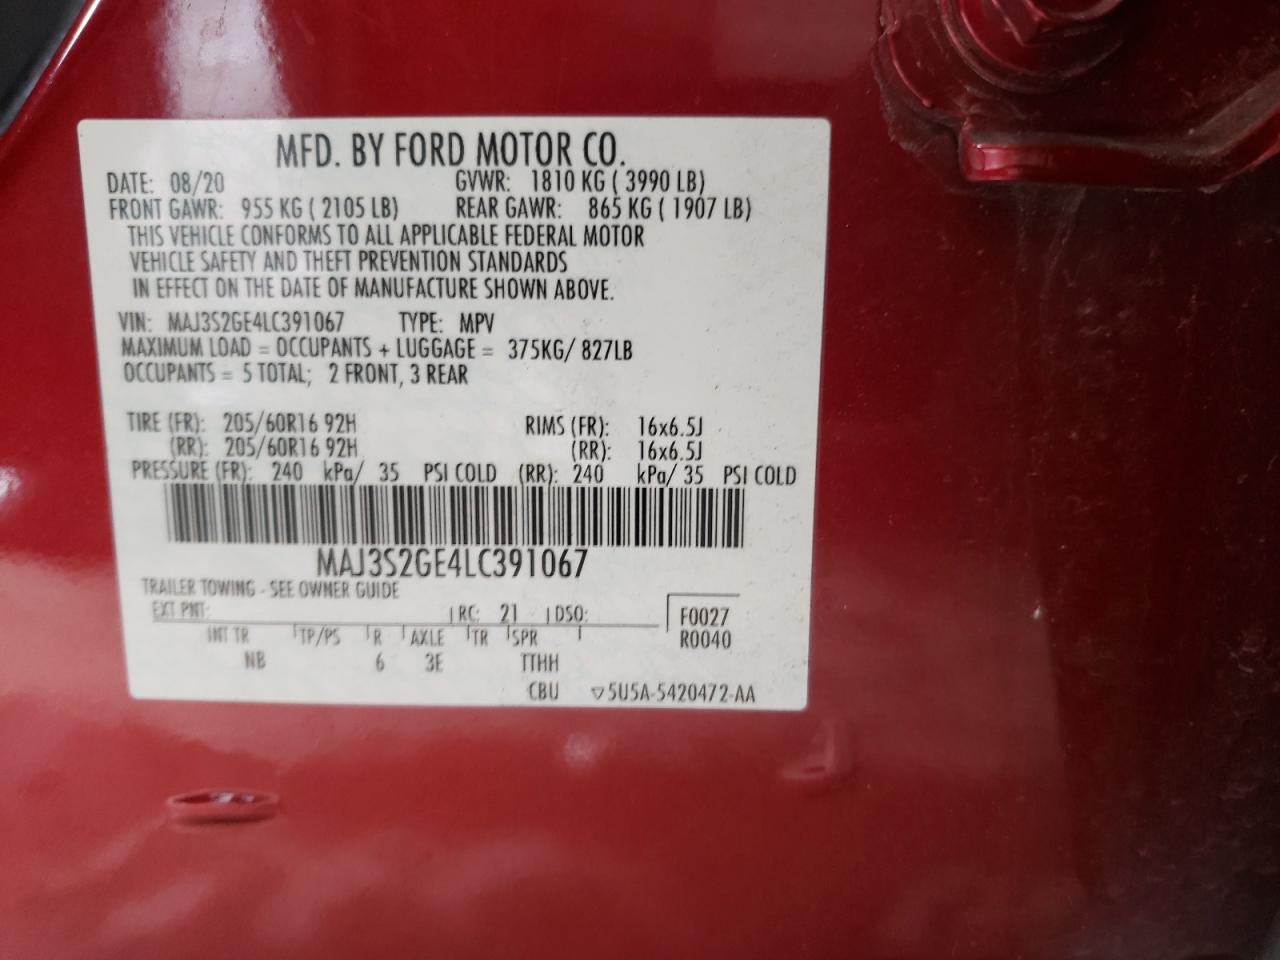 MFD. BY FORD MOTOR CO.
DATE: 08/20 GVWR: 1810 KG ( 3990 LB)
FRONT GAWR: 955 KG ( 2105 LB) REAR GAWR: 865 KG ( 1907 LB)
THIS VEHICLE CONFORMS TO ALL APPLICABLE FEDERAL MOTOR
VEHICLE SAFETY AND THEFT PREVENTION STANDARDS
IN EFFECT ON THE DATE OF MANUFACTURE SHOWN ABOVE.
VIN: MAJ3S2GE4LC391067 TYPE: MPV
MAXIMUM LOAD = OCCUPANTS + LUGGAGE = 375KG/ 827LB
OCCUPANTS = 5 TOTAL; 2 FRONT, 3 REAR
TIRE (FR): 205/60R16 92H RIMS (FR): 16x6.5J
(RR): 205/60R16 92H (RR): 16x6.5J
PRESSURE (FR): 240 kPa/ 35 PSI COLD (RR): 240 kPa/ 35 PSI COLD
MAJ3S2GE4LC391067
TRAILER TOWING - SEE OWNER GUIDE
EXT PNT: RC: 21 DSO: F0027
INT TR TP/PS R AXLE TR SPR R0040
NB 6 3E TTHH
CBU ▽5U5A-5420472-AA